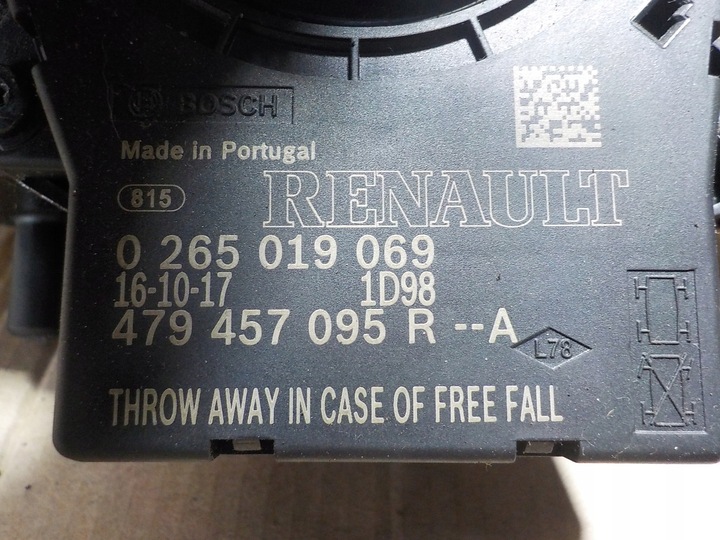 BOSCH
Made in Portugal
815 RENAULT
0 265 019 069
16-10-17 1D98
479 457 095 R --A
L78
THROW AWAY IN CASE OF FREE FALL